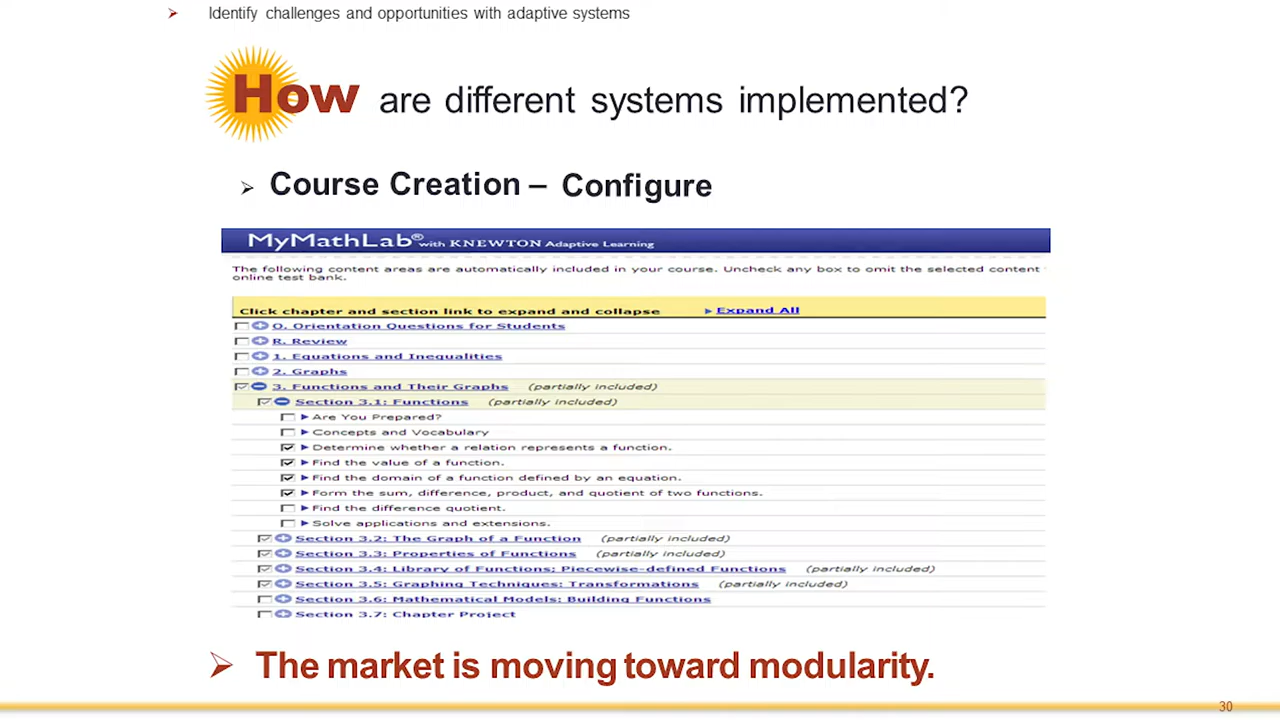 Identify challenges and opportunities with adaptive systems
How are different systems implemented?
Course Creation – Configure
MyMathLab® with KNEWTON Adaptive Learning
The following content areas are automatically included in your course. Uncheck any box to omit the selected content
online test bank.
Click chapter and section link to expand and collapse Expand All
O. Orientation Questions for Students
R. Review
1. Equations and Inequalities
2. Graphs
3. Functions and Their Graphs (partially included)
Section 3.1: Functions (partially included)
Are You Prepared?
Concepts and Vocabulary
Determine whether a relation represents a function.
Find the value of a function.
Find the domain of a function defined by an equation.
Form the sum, difference, product, and quotient of two functions.
Find the difference quotient.
Solve applications and extensions.
Section 3.2: The Graph of a Function (partially included)
Section 3.3: Properties of Functions (partially included)
Section 3.4: Library of Functions; Piecewise-defined Functions (partially included)
Section 3.5: Graphing Techniques: Transformations (partially included)
Section 3.6: Mathematical Models: Building Functions
Section 3.7: Chapter Project
The market is moving toward modularity.
30